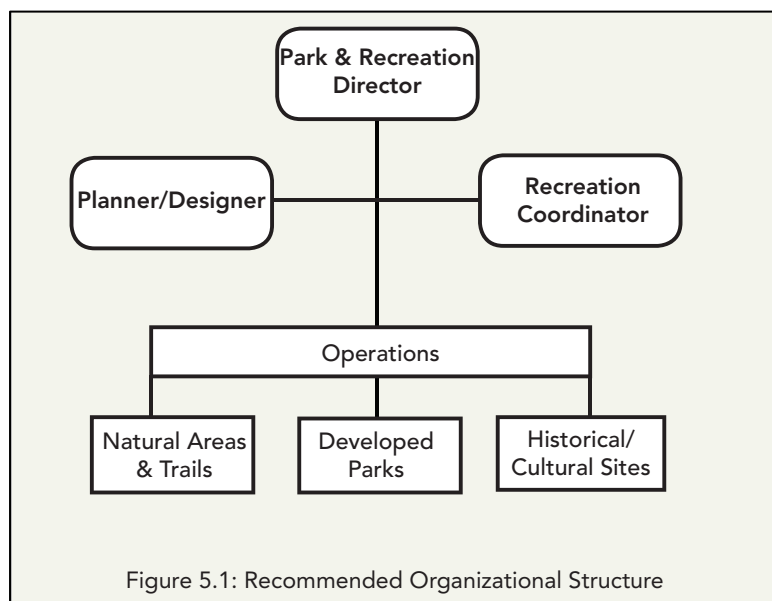 Park & Recreation
Director
Planner/Designer
Recreation
Coordinator
Operations
Natural Areas
& Trails
Developed
Parks
Historical/
Cultural Sites
Figure 5.1: Recommended Organizational Structure